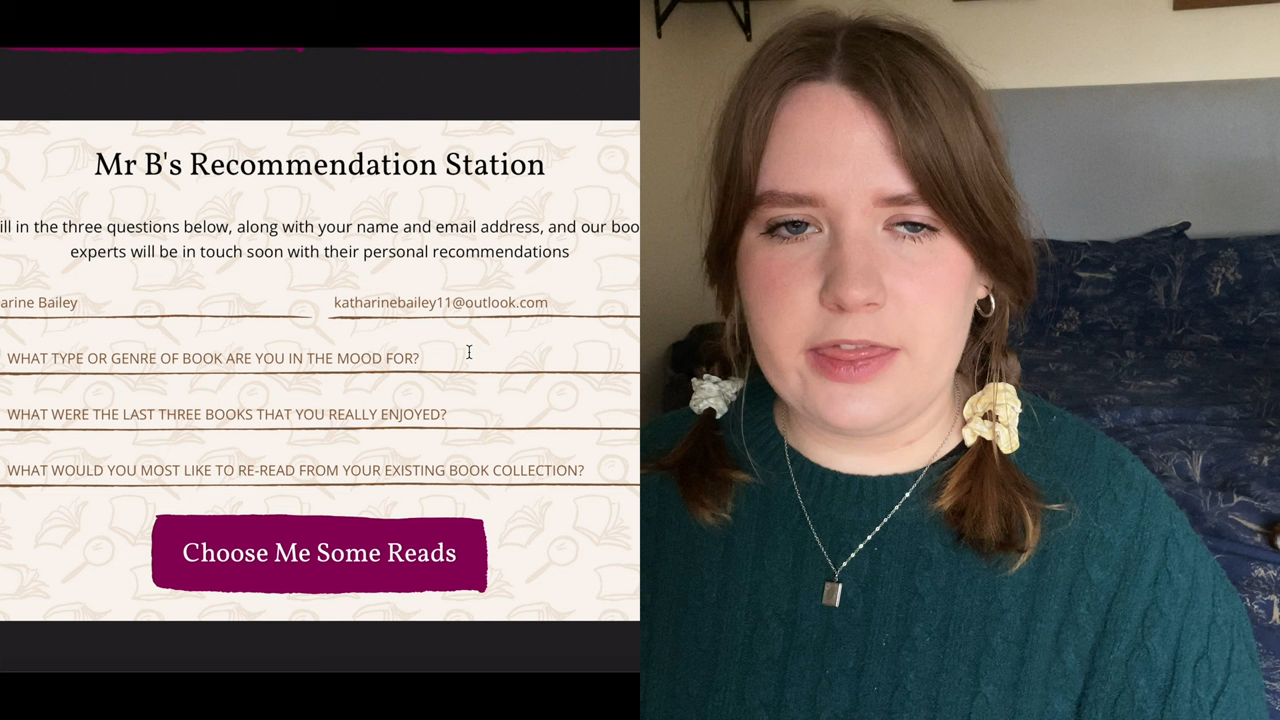 Mr B's Recommendation Station
ill in the three questions below, along with your name and email address, and our boo
experts will be in touch soon with their personal recommendations
arine Bailey
katharinebailey11@outlook.com
WHAT TYPE OR GENRE OF BOOK ARE YOU IN THE MOOD FOR?
WHAT WERE THE LAST THREE BOOKS THAT YOU REALLY ENJOYED?
WHAT WOULD YOU MOST LIKE TO RE-READ FROM YOUR EXISTING BOOK COLLECTION?
Choose Me Some Reads